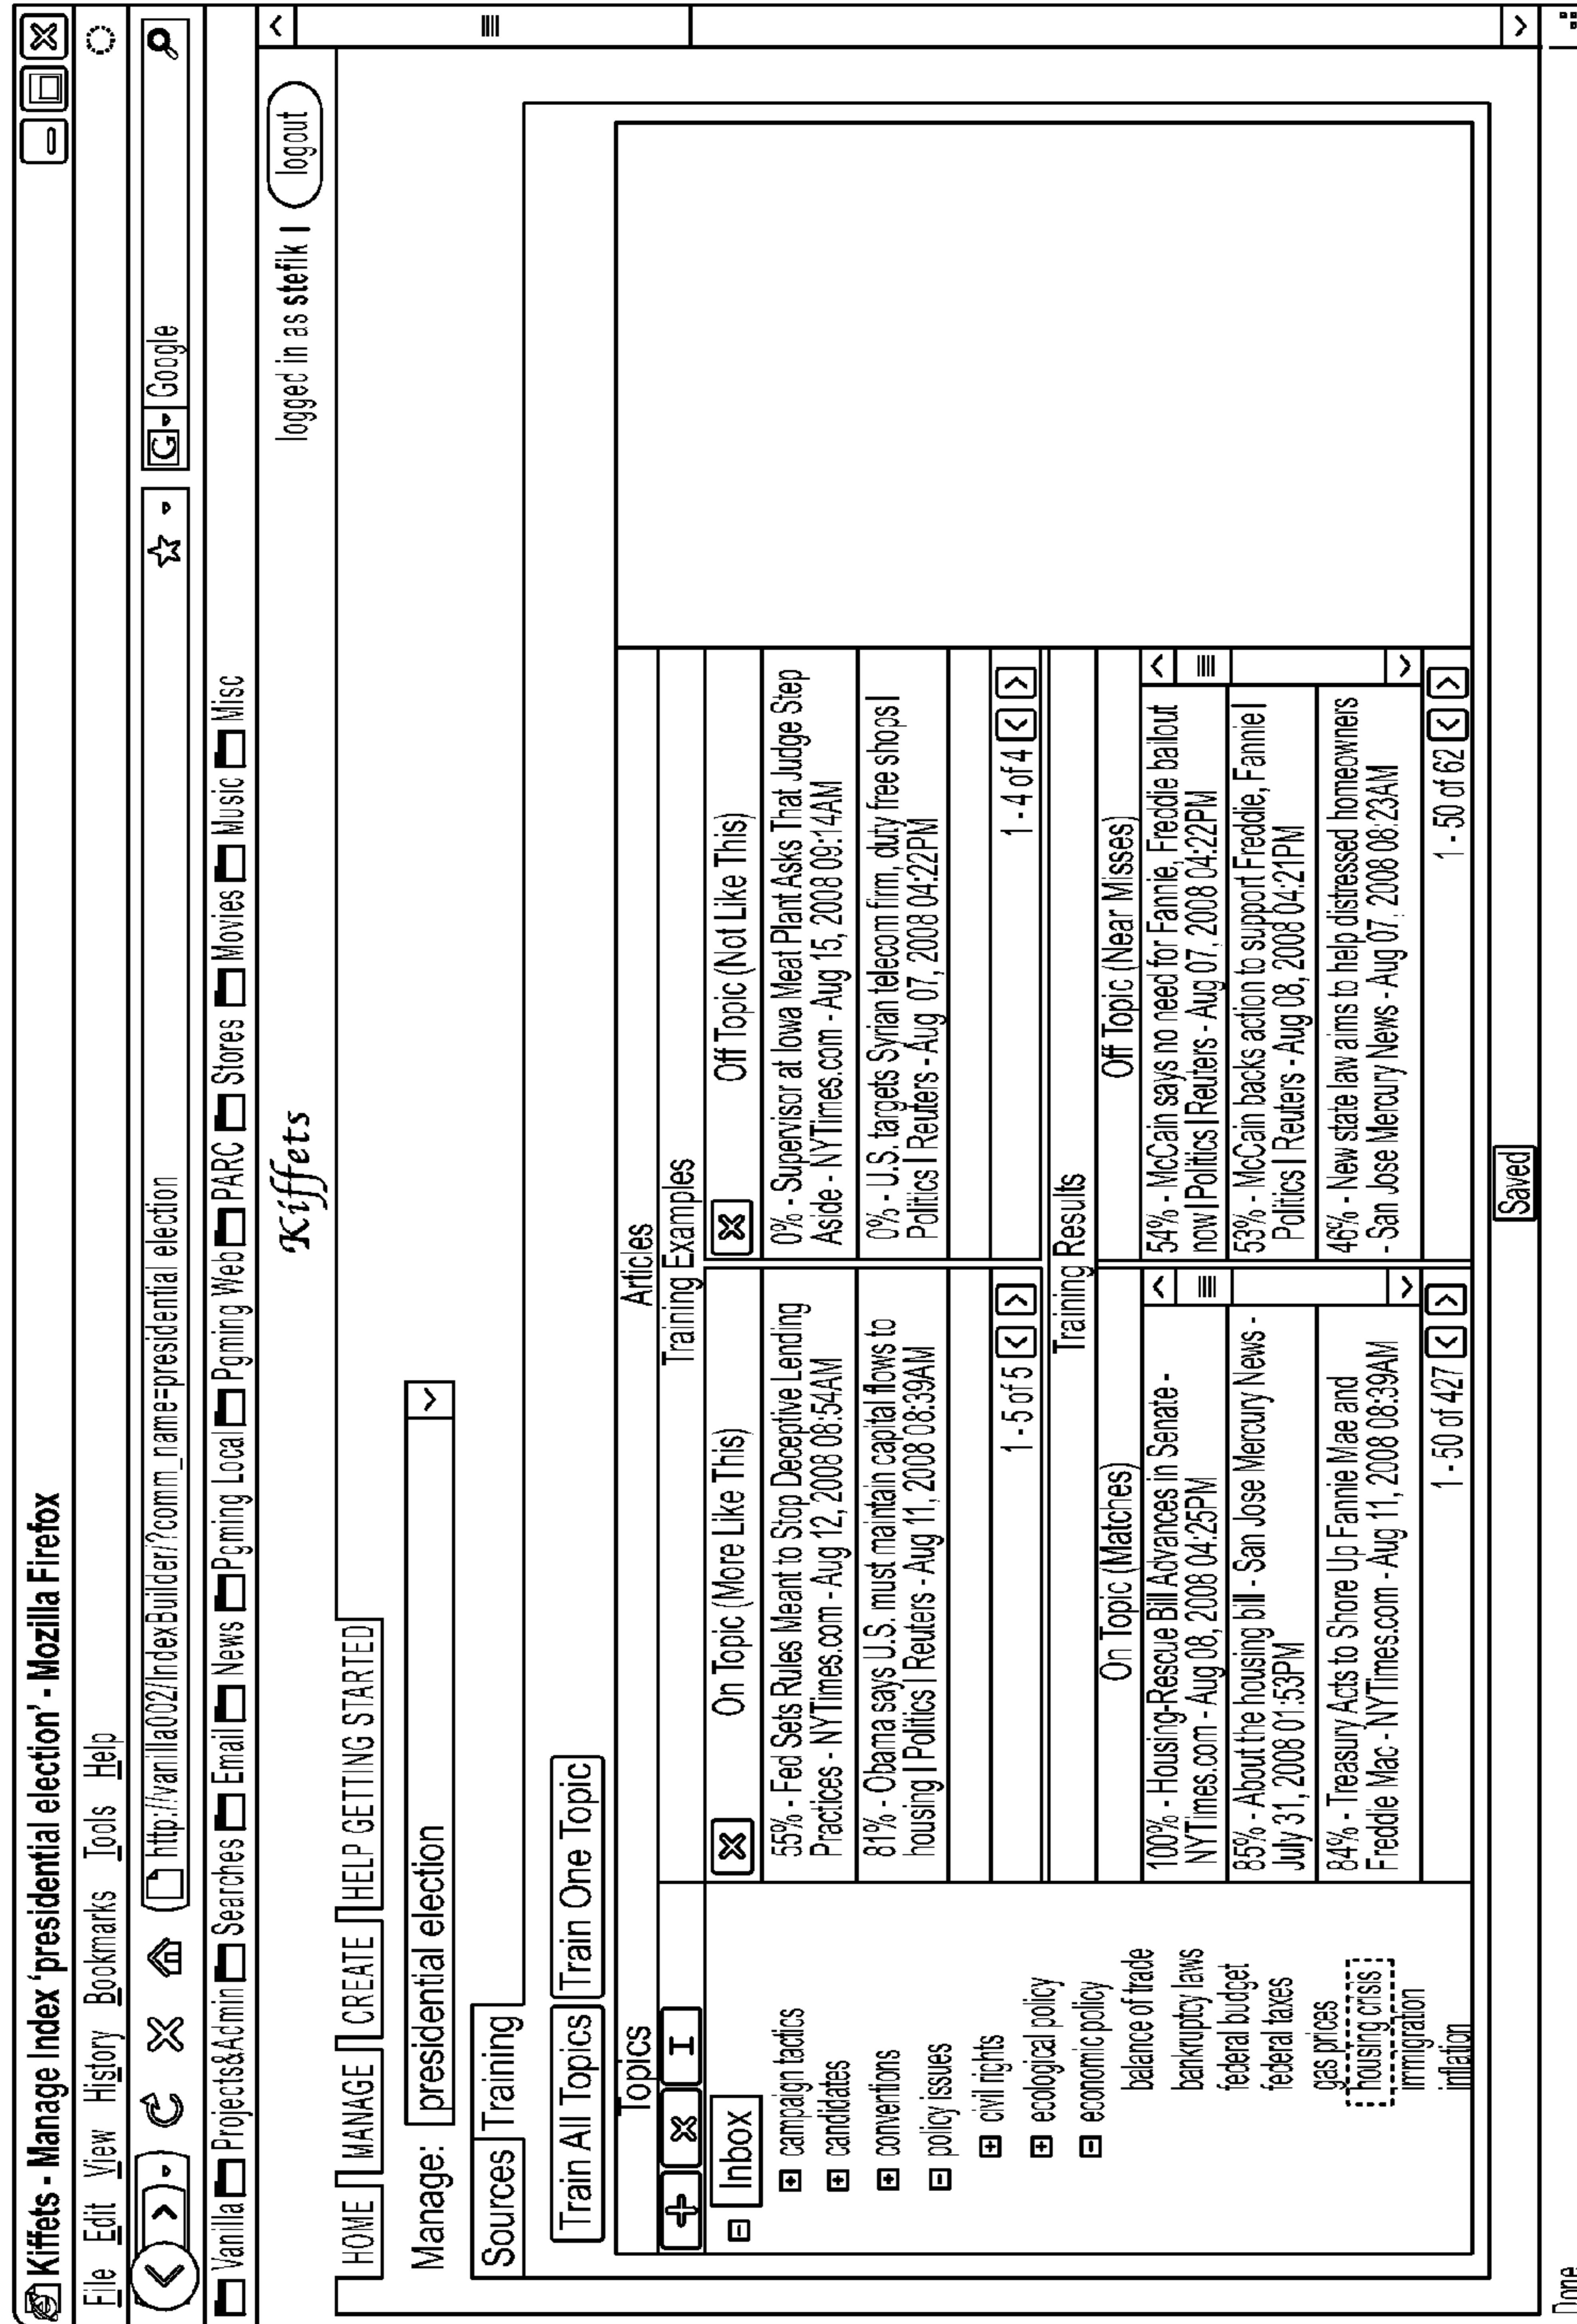 Kiffets - Manage Index 'presidential election' - Mozilla Firefox
File Edit View History Bookmarks Tools Help
http://vanilla002/IndexBuilder/?comm_name=presidential election
G Google
Vanilla Projects&Admin Searches Email News Pgming Local Pgming Web PARC Stores Movies Music Misc
Kiffets
logged in as stefik | logout
HOME MANAGE CREATE HELP GETTING STARTED
Manage: presidential election
Sources Training
Train All Topics Train One Topic
Topics
Inbox
campaign tactics
candidates
conventions
policy issues
civil rights
ecological policy
economic policy
balance of trade
bankruptcy laws
federal budget
federal taxes
gas prices
housing crisis
immigration
inflation
Articles
Training Examples
On Topic (More Like This)
55% - Fed Sets Rules Meant to Stop Deceptive Lending
Practices - NYTimes.com - Aug 12, 2008 08:54AM
81% - Obama says U.S. must maintain capital flows to
housing | Politics | Reuters - Aug 11, 2008 08:39AM
1 - 5 of 5
Off Topic (Not Like This)
0% - Supervisor at Iowa Meat Plant Asks That Judge Step
Aside - NYTimes.com - Aug 15, 2008 09:14AM
0% - U.S. targets Syrian telecom firm, duty free shops |
Politics | Reuters - Aug 07, 2008 04:22PM
1 - 4 of 4
Training Results
On Topic (Matches)
100% - Housing-Rescue Bill Advances in Senate -
NYTimes.com - Aug 08, 2008 04:25PM
85% - About the housing bill - San Jose Mercury News -
July 31, 2008 01:53PM
84% - Treasury Acts to Shore Up Fannie Mae and
Freddie Mac - NYTimes.com - Aug 11, 2008 08:39AM
1 - 50 of 427
Off Topic (Near Misses)
54% - McCain says no need for Fannie, Freddie bailout
now | Politics | Reuters - Aug 07, 2008 04:22PM
53% - McCain backs action to support Freddie, Fannie |
Politics | Reuters - Aug 08, 2008 04:21PM
46% - New state law aims to help distressed homeowners
- San Jose Mercury News - Aug 07, 2008 08:23AM
1 - 50 of 62
Saved
Done